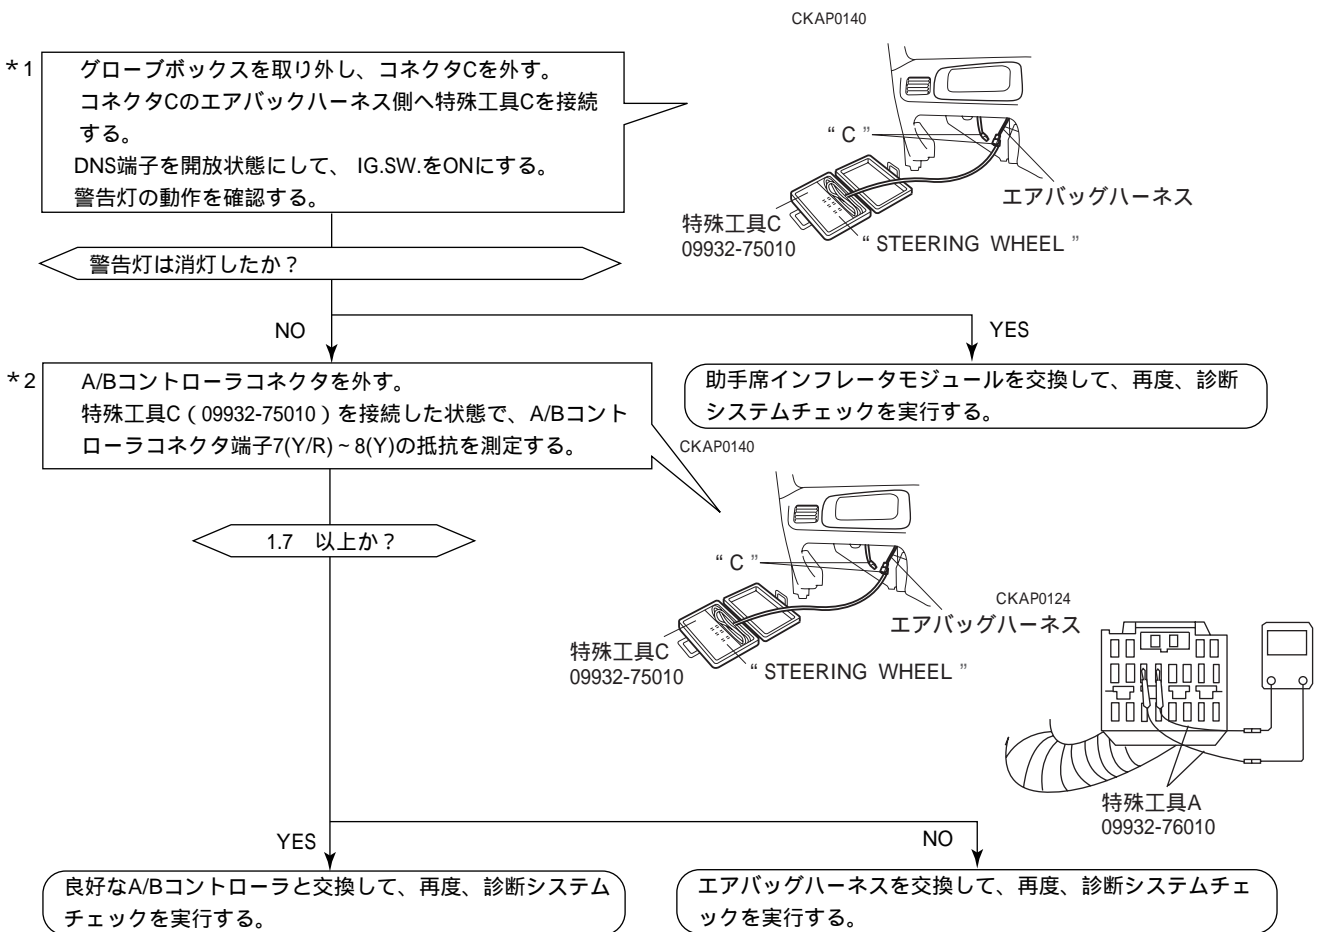 CKAP0140
*1
グローブボックスを取り外し、コネクタCを外す。
コネクタCのエアバックハーネス側へ特殊工具Cを接続
する。
DNS端子を開放状態にして、 IG.SW.をONにする。
警告灯の動作を確認する。
“ C ”
エアバッグハーネス
特殊工具C
09932-75010
“ STEERING WHEEL ”
警告灯は消灯したか？
NO
YES
*2
A/Bコントローラコネクタを外す。
特殊工具C（09932-75010）を接続した状態で、A/Bコント
ローラコネクタ端子7(Y/R)～8(Y)の抵抗を測定する。
助手席インフレータモジュールを交換して、再度、診断
システムチェックを実行する。
CKAP0140
1.7　以上か？
“ C ”
CKAP0124
エアバッグハーネス
特殊工具C
09932-75010
“ STEERING WHEEL ”
特殊工具A
09932-76010
YES
NO
良好なA/Bコントローラと交換して、再度、診断システム
チェックを実行する。
エアバッグハーネスを交換して、再度、診断システムチェ
ックを実行する。